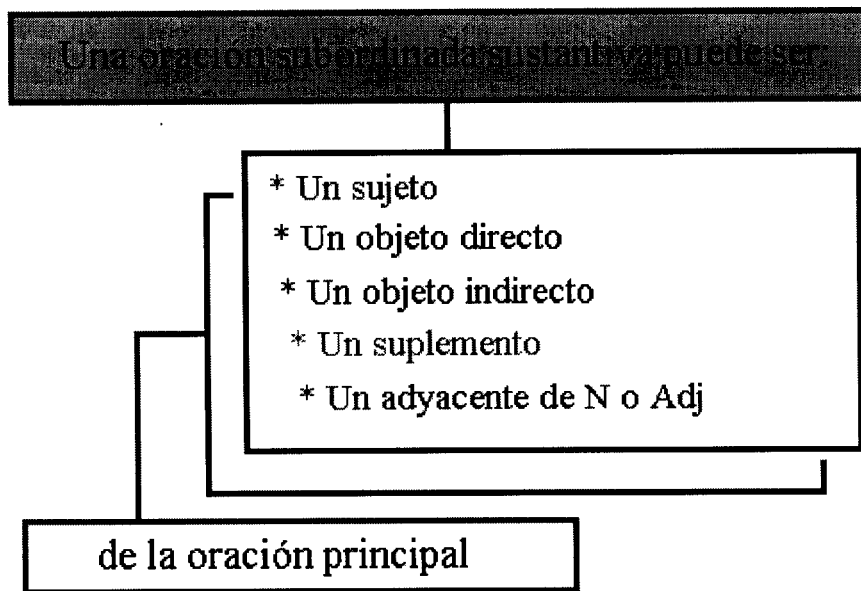 Una oración subordinada sustantiva puede ser:
* Un sujeto
* Un objeto directo
* Un objeto indirecto
* Un suplemento
* Un adyacente de N o Adj
de la oración principal